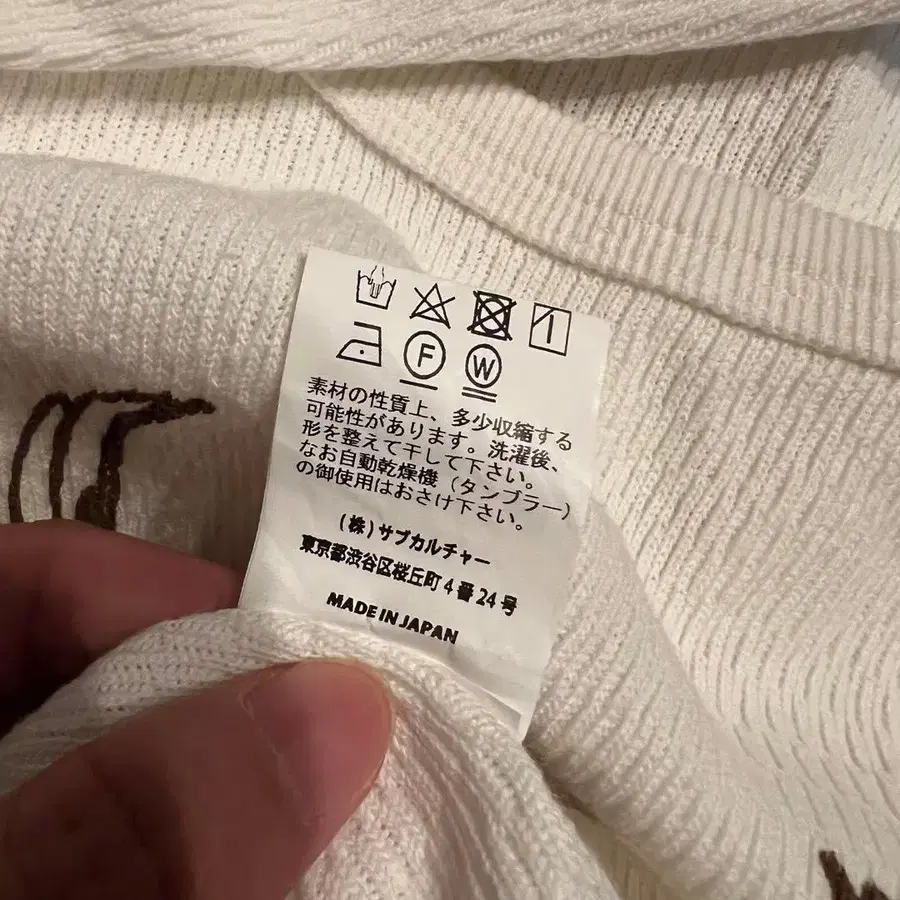 F W
素材の性質上、多少収縮する
可能性があります。洗濯後、
形を整えて干して下さい。
なお自動乾燥機（タンブラー）
の御使用はおさけ下さい。
(株)サブカルチャー
東京都渋谷区桜丘町4番24号
MADE IN JAPAN